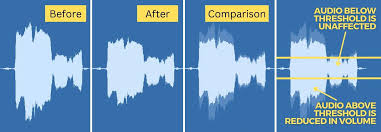 Before
After
Comparison
AUDIO BELOW
THRESHOLD IS
UNAFFECTED
AUDIO ABOVE
THRESHOLD IS
REDUCED IN VOLUME